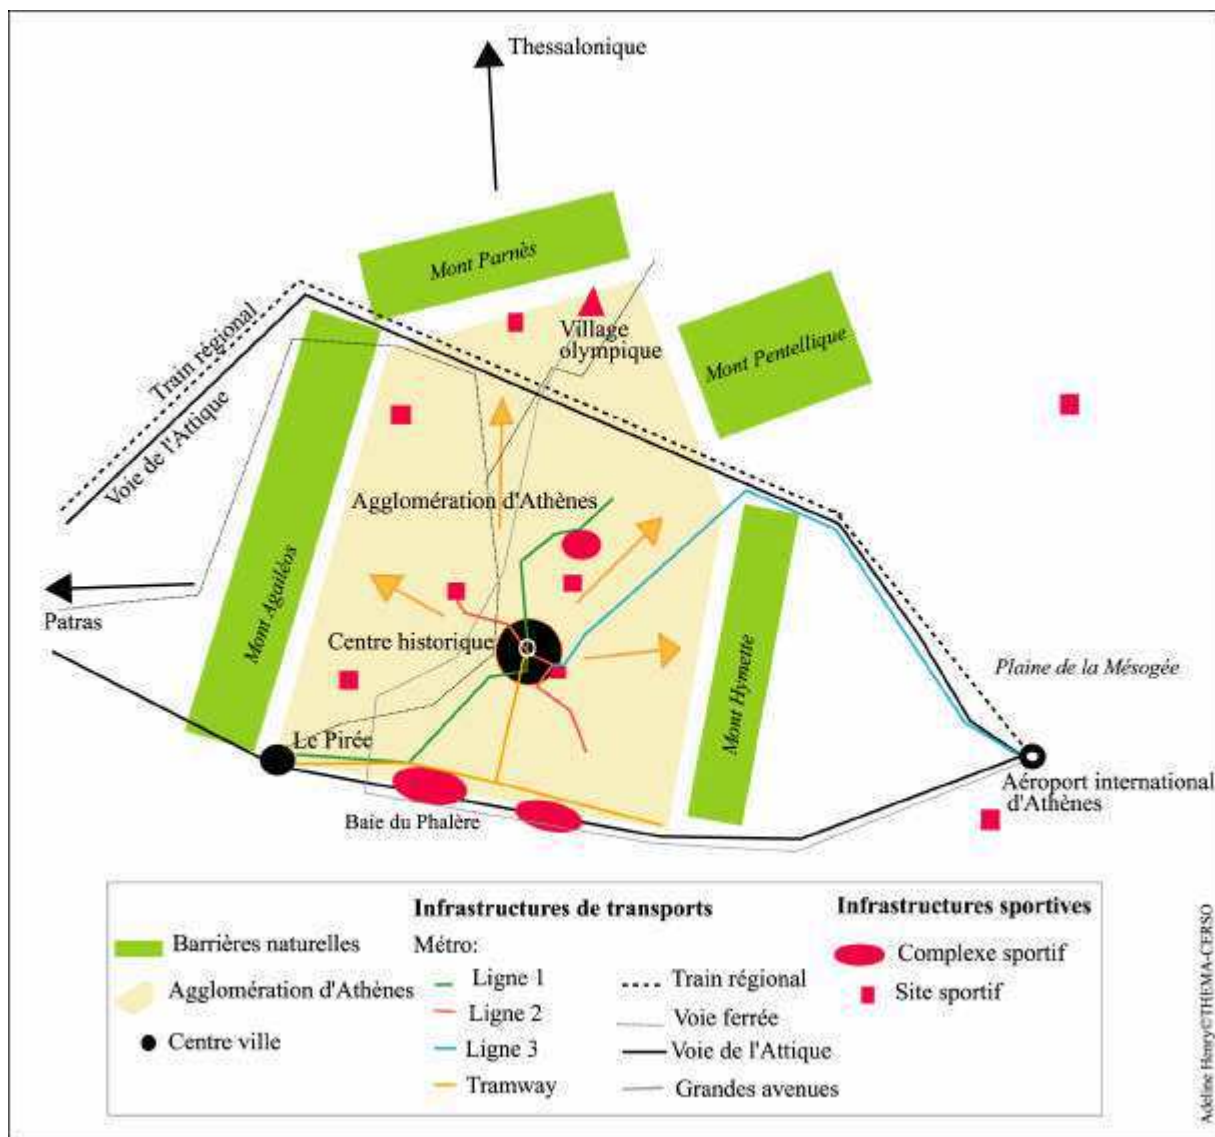 Thessalonique
Mont Parnès
Train régional
Voie de l'Attique
Village
olympique
Mont Pentellique
Agglomération d'Athènes
Patras
Mont Agailèos
Centre historique
Mont Hymette
Plaine de la Mésogée
Le Pirée
Aéroport international
d'Athènes
Baie du Phalère
Barrières naturelles
Agglomération d'Athènes
Centre ville
Infrastructures de transports
Métro:
Ligne 1
Ligne 2
Ligne 3
Tramway
Train régional
Voie ferrée
Voie de l'Attique
Grandes avenues
Infrastructures sportives
Complexe sportif
Site sportif
Adeline Henry©THEMA-CERSO